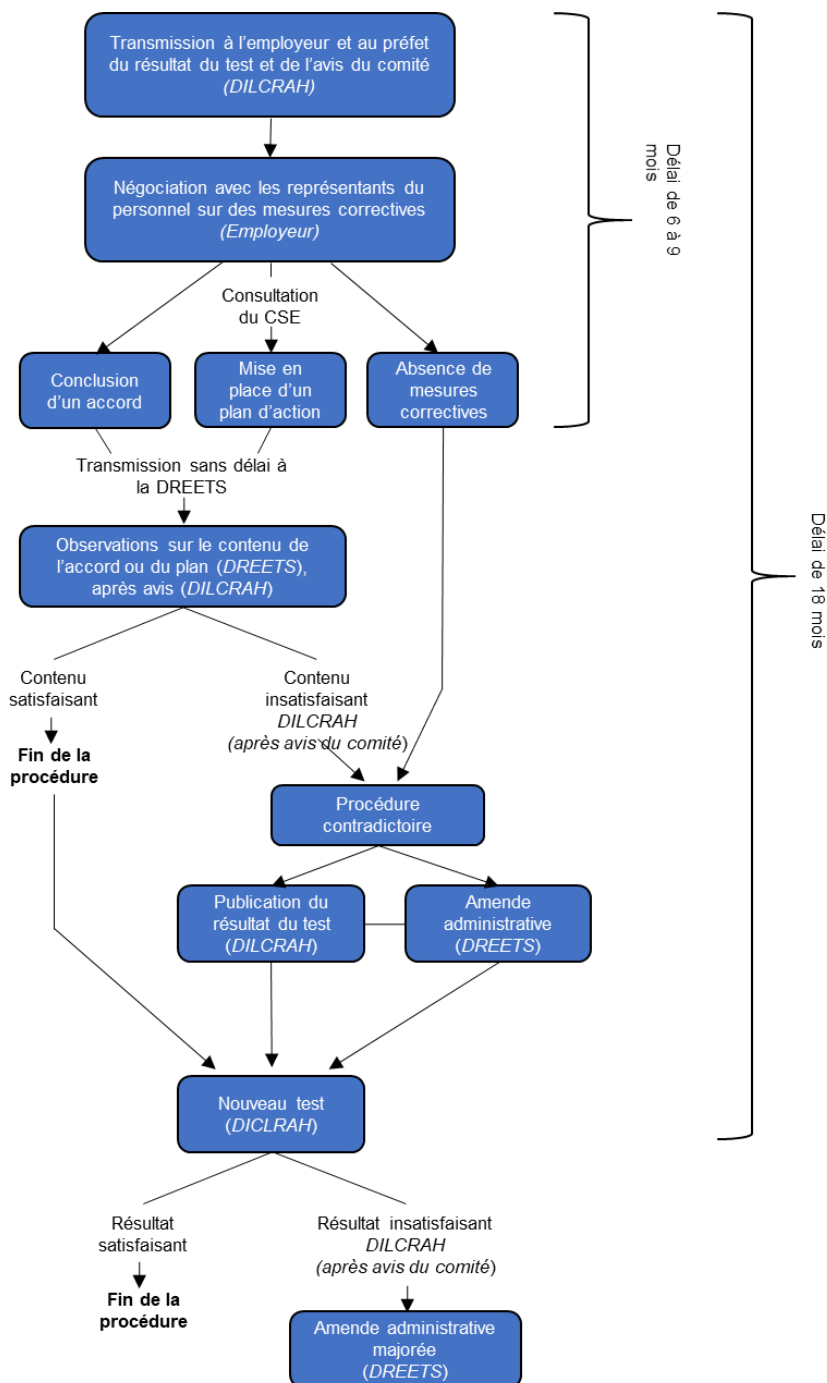 Transmission à l'employeur et au préfet
du résultat du test et de l'avis du comité
(DILCRAH)
Négociation avec les représentants du
personnel sur des mesures correctives
(Employeur)
Délai de 6 à 9
mois
Consultation
du CSE
Conclusion
d'un accord
Mise en
place d'un
plan d'action
Absence de
mesures
correctives
Transmission sans délai à
la DREETS
Délai de 18 mois
Observations sur le contenu de
l'accord ou du plan (DREETS),
après avis (DILCRAH)
Contenu
satisfaisant
Fin de la
procédure
Contenu
insatisfaisant
DILCRAH
(après avis du comité)
Procédure
contradictoire
Publication du
résultat du test
(DILCRAH)
Amende
administrative
(DREETS)
Nouveau test
(DICLRAH)
Résultat
satisfaisant
Fin de la
procédure
Résultat insatisfaisant
DILCRAH
(après avis du comité)
Amende administrative
majorée
(DREETS)